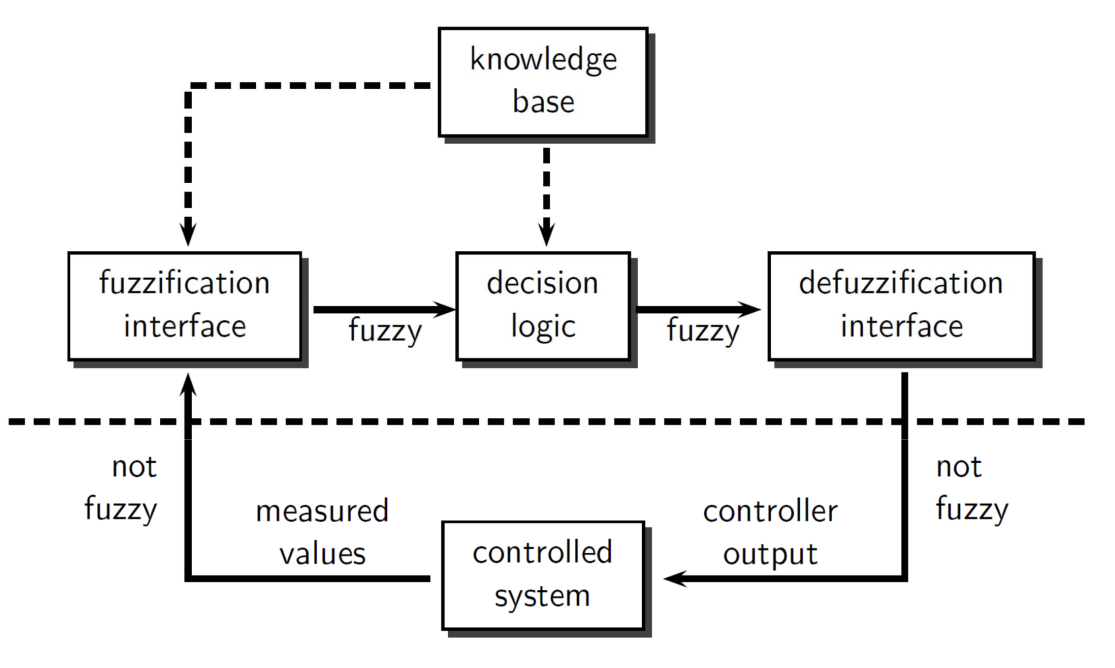 knowledge
base
fuzzification
interface
fuzzy
decision
logic
fuzzy
defuzzification
interface
not
fuzzy
measured
values
controlled
system
controller
output
not
fuzzy